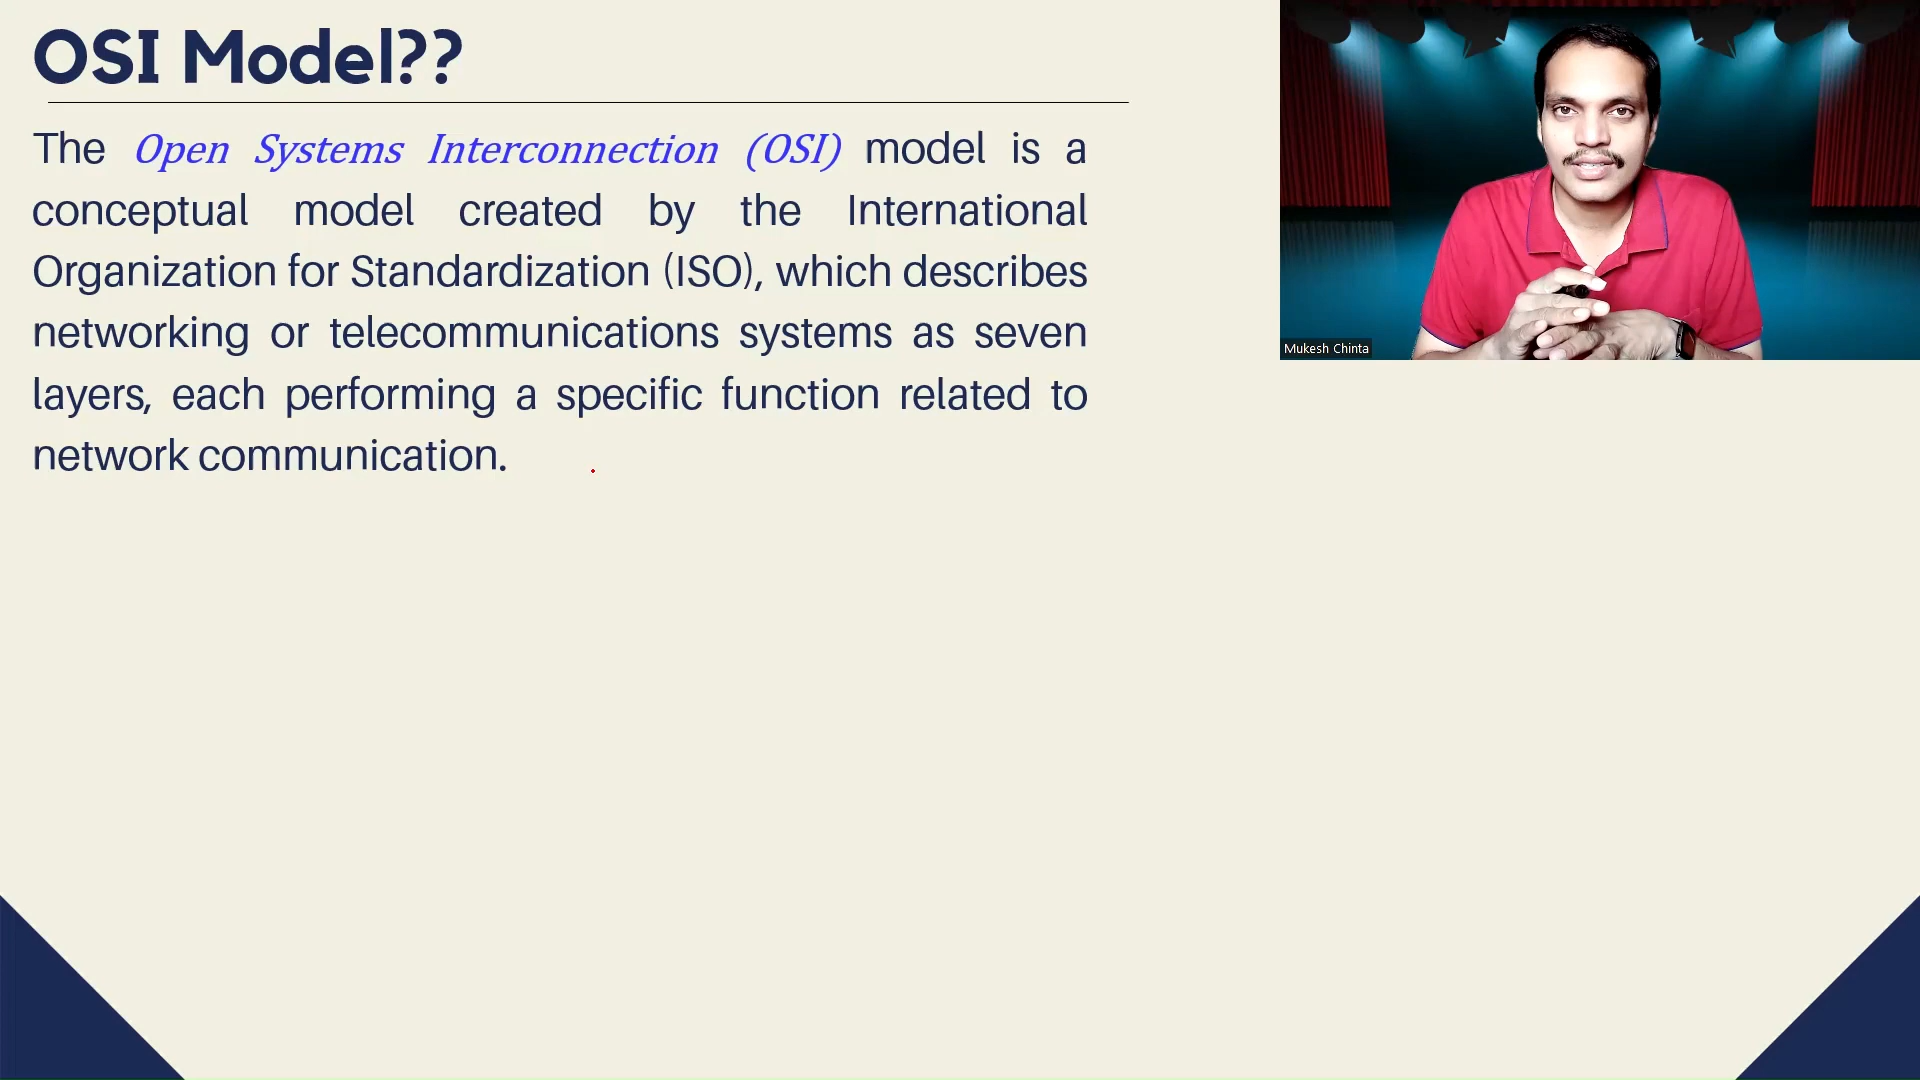 OSI Model??
The Open Systems Interconnection (OSI) model is a
conceptual model created by the International
Organization for Standardization (ISO), which describes
networking or telecommunications systems as seven
layers, each performing a specific function related to
network communication.
Mukesh Chinta